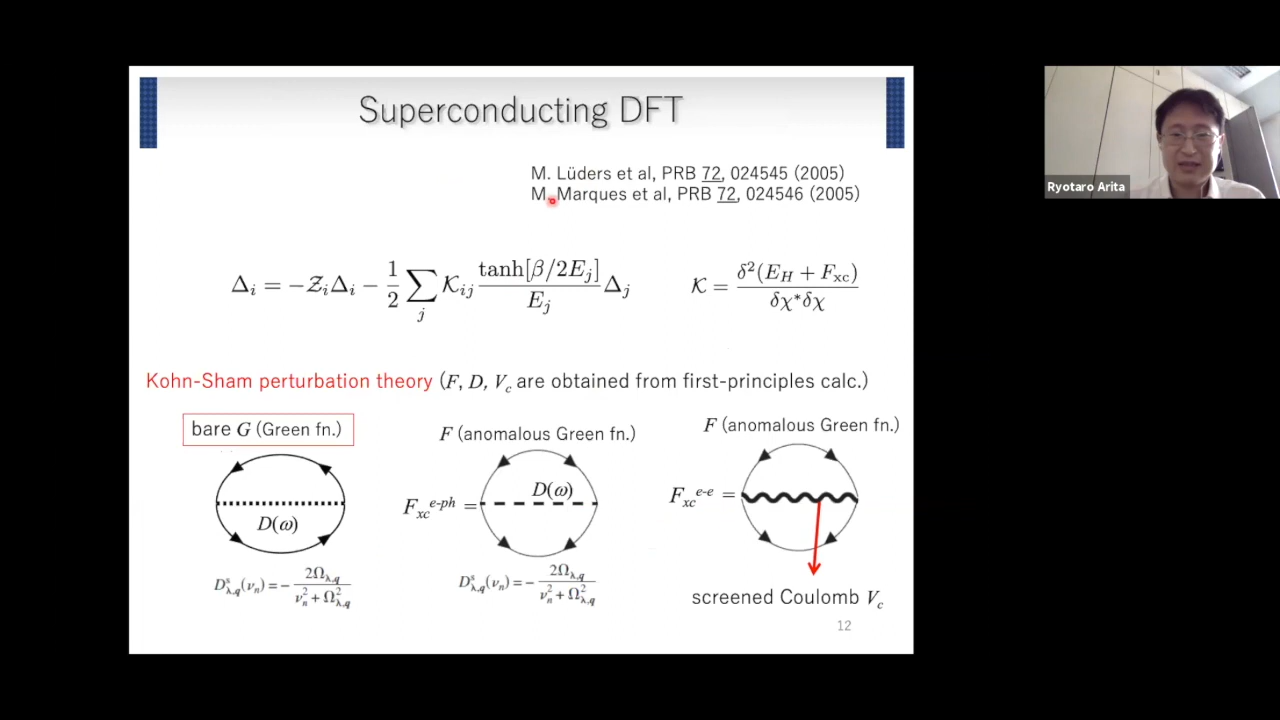 Superconducting DFT
M. Lüders et al, PRB 72, 024545 (2005)
M. Marques et al, PRB 72, 024546 (2005)
Ryotaro Arita
Δ_i = −𝒵_iΔ_i − 1/2 ∑_j 𝒦_ij tanh[β/2E_j]/E_j Δ_j
𝒦 = δ²(E_H + F_xc)/δχ*δχ
Kohn-Sham perturbation theory (F, D, V_c are obtained from first-principles calc.)
bare G (Green fn.)
F (anomalous Green fn.)
F (anomalous Green fn.)
D(ω)
F_xc^e-ph =
D(ω)
F_xc^e-e =
D^s_λ,q(ν_n) = − 2Ω_λ,q/ν_n² + Ω²_λ,q
D^s_λ,q(ν_n) = − 2Ω_λ,q/ν_n² + Ω²_λ,q
screened Coulomb V_c
12